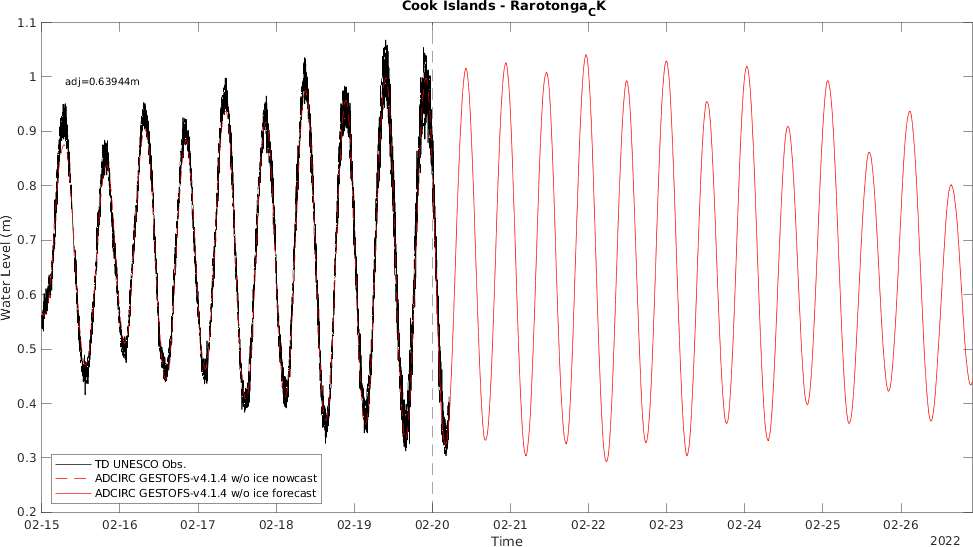 Cook Islands - Rarotonga_CK
1.1
1
0.9
0.8
0.7
0.6
0.5
0.4
0.3
0.2
Water Level (m)
adj=0.63944m
TD UNESCO Obs.
ADCIRC GESTOFS-v4.1.4 w/o ice nowcast
ADCIRC GESTOFS-v4.1.4 w/o ice forecast
02-15 02-16 02-17 02-18 02-19 02-20 02-21 02-22 02-23 02-24 02-25 02-26
Time
2022